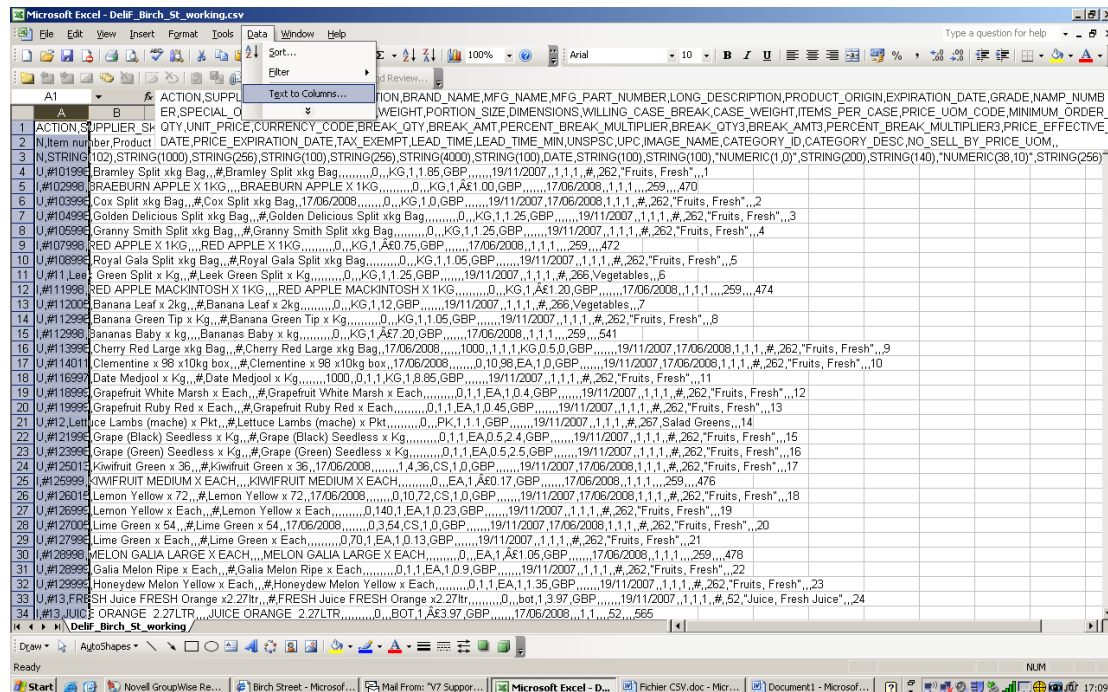 Microsoft Excel - DeliF_Birch_St_working.csv
File Edit View Insert Format Tools Data Window Help Type a question for help
Sort...
100% Arial 10 B I U
Filter
d Review...
Text to Columns...
A1 fx ACTION,SUPPL TION,BRAND_NAME,MFG_NAME,MFG_PART_NUMBER,LONG_DESCRIPTION,PRODUCT_ORIGIN,EXPIRATION_DATE,GRADE,NAMP_NUMB
ER,SPECIAL_O WEIGHT,PORTION_SIZE,DIMENSIONS,WILLING_CASE_BREAK,CASE_WEIGHT,ITEMS_PER_CASE,PRICE_UOM_CODE,MINIMUM_ORDER_
QTY,UNIT_PRICE,CURRENCY_CODE,BREAK_QTY,BREAK_AMT,PERCENT_BREAK_MULTIPLIER,BREAK_QTY3,BREAK_AMT3,PERCENT_BREAK_MULTIPLIER3,PRICE_EFFECTIVE_
DATE,PRICE_EXPIRATION_DATE,TAX_EXEMPT,LEAD_TIME,LEAD_TIME_MIN,UNSPSC,UPC,IMAGE_NAME,CATEGORY_ID,CATEGORY_DESC,NO_SELL_BY_PRICE_UOM,,
A B
1 ACTION,SUPPLIER_SK
2 N,Item number,Product
3 N,STRING(102),STRING(1000),STRING(256),STRING(100),STRING(256),STRING(4000),STRING(100),DATE,STRING(100),STRING(100),STRING(140),"NUMERIC(1,0)",STRING(200),STRING(140),"NUMERIC(38,10)",STRING(256)
4 U,#101998,Bramley Split xkg Bag,,,#,Bramley Split xkg Bag,,,,,,,,,0,,,KG,1,1.85,GBP,,,,,,,19/11/2007,,1,1,1,,#,,262,"Fruits, Fresh",,,1
5 I,#102998,BRAEBURN APPLE X 1KG,,,,BRAEBURN APPLE X 1KG,,,,,,,,,0,,,KG,1,Â£1.00,GBP,,,,,,17/06/2008,,1,1,1,,,,259,,,,470
6 U,#103998,Cox Split xkg Bag,,,#,Cox Split xkg Bag,,17/06/2008,,,,,,,0,,,KG,1,0,GBP,,,,,,,19/11/2007,17/06/2008,1,1,1,,#,,262,"Fruits, Fresh",,,2
7 U,#104998,Golden Delicious Split xkg Bag,,,#,Golden Delicious Split xkg Bag,,,,,,,,,0,,,KG,1,1.25,GBP,,,,,,,19/11/2007,,1,1,1,,#,,262,"Fruits, Fresh",,,3
8 U,#105998,Granny Smith Split xkg Bag,,,#,Granny Smith Split xkg Bag,,,,,,,,,0,,,KG,1,1.25,GBP,,,,,,,19/11/2007,,1,1,1,,#,,262,"Fruits, Fresh",,,4
9 I,#107998,RED APPLE X 1KG,,,,RED APPLE X 1KG,,,,,,,,,0,,,KG,1,Â£0.75,GBP,,,,,,17/06/2008,,1,1,1,,,,259,,,,472
10 U,#108998,Royal Gala Split xkg Bag,,,#,Royal Gala Split xkg Bag,,,,,,,,,0,,,KG,1,1.05,GBP,,,,,,,19/11/2007,,1,1,1,,#,,262,"Fruits, Fresh",,,5
11 U,#11,Leek Green Split x Kg,,,#,Leek Green Split x Kg,,,,,,,,,0,,,KG,1,1.25,GBP,,,,,,,19/11/2007,,1,1,1,,#,,266,Vegetables,,,6
12 I,#111998,RED APPLE MACKINTOSH X 1KG,,,,RED APPLE MACKINTOSH X 1KG,,,,,,,,,0,,,KG,1,Â£1.20,GBP,,,,,,17/06/2008,,1,1,1,,,,259,,,,474
13 U,#112005,Banana Leaf x 2kg,,,#,Banana Leaf x 2kg,,,,,,,,,0,,,KG,1,12,GBP,,,,,,,19/11/2007,,1,1,1,,#,,266,Vegetables,,,7
14 U,#112998,Banana Green Tip x Kg,,,#,Banana Green Tip x Kg,,,,,,,,,0,,,KG,1,1.05,GBP,,,,,,,19/11/2007,,1,1,1,,#,,262,"Fruits, Fresh",,,8
15 I,#112998,Bananas Baby x kg,,,,Bananas Baby x kg,,,,,,,,,0,,,KG,1,Â£7.20,GBP,,,,,,17/06/2008,,1,1,1,,,,259,,,,541
16 U,#113998,Cherry Red Large xkg Bag,,,#,Cherry Red Large xkg Bag,,17/06/2008,,,,,,1000,,1,1,1,KG,0.5,0,GBP,,,,,,,19/11/2007,17/06/2008,1,1,1,,#,,262,"Fruits, Fresh",,,9
17 U,#114011,Clementine x 98 x10kg box,,,#,Clementine x 98 x10kg box,,17/06/2008,,,,,,,0,10,98,EA,1,0,GBP,,,,,,,19/11/2007,17/06/2008,1,1,1,,#,,262,"Fruits, Fresh",,,10
18 U,#116997,Date Medjool x Kg,,,#,Date Medjool x Kg,,,,,,,,1000,,0,1,1,KG,1,8.85,GBP,,,,,,,19/11/2007,,1,1,1,,#,,262,"Fruits, Fresh",,,11
19 U,#118999,Grapefruit White Marsh x Each,,,#,Grapefruit White Marsh x Each,,,,,,,,,0,1,1,EA,1,0.4,GBP,,,,,,,19/11/2007,,1,1,1,,#,,262,"Fruits, Fresh",,,12
20 U,#119999,Grapefruit Ruby Red x Each,,,#,Grapefruit Ruby Red x Each,,,,,,,,,0,1,1,EA,1,0.45,GBP,,,,,,,19/11/2007,,1,1,1,,#,,262,"Fruits, Fresh",,,13
21 U,#12,Lettuce Lambs (mache) x Pkt,,,#,Lettuce Lambs (mache) x Pkt,,,,,,,,,0,,,PK,1,1.1,GBP,,,,,,,19/11/2007,,1,1,1,,#,,267,Salad Greens,,,14
22 U,#121998,Grape (Black) Seedless x Kg,,,#,Grape (Black) Seedless x Kg,,,,,,,,,0,1,1,EA,0.5,2.4,GBP,,,,,,,19/11/2007,,1,1,1,,#,,262,"Fruits, Fresh",,,15
23 U,#123998,Grape (Green) Seedless x Kg,,,#,Grape (Green) Seedless x Kg,,,,,,,,,0,1,1,EA,0.5,2.5,GBP,,,,,,,19/11/2007,,1,1,1,,#,,262,"Fruits, Fresh",,,16
24 U,#125013,Kiwifruit Green x 36,,,#,Kiwifruit Green x 36,,17/06/2008,,,,,,,,1,4,36,CS,1,0,GBP,,,,,,,19/11/2007,17/06/2008,1,1,1,,#,,262,"Fruits, Fresh",,,17
25 I,#125999,KIWIFRUIT MEDIUM X EACH,,,,KIWIFRUIT MEDIUM X EACH,,,,,,,,,0,,,EA,1,Â£0.17,GBP,,,,,,17/06/2008,,1,1,1,,,,259,,,,476
26 U,#126015,Lemon Yellow x 72,,,#,Lemon Yellow x 72,,17/06/2008,,,,,,,0,10,72,CS,1,0,GBP,,,,,,,19/11/2007,17/06/2008,1,1,1,,#,,262,"Fruits, Fresh",,,18
27 U,#126999,Lemon Yellow x Each,,,#,Lemon Yellow x Each,,,,,,,,,0,140,1,EA,1,0.23,GBP,,,,,,,19/11/2007,,1,1,1,,#,,262,"Fruits, Fresh",,,19
28 U,#127005,Lime Green x 54,,,#,Lime Green x 54,,17/06/2008,,,,,,,0,3,54,CS,1,0,GBP,,,,,,,19/11/2007,17/06/2008,1,1,1,,#,,262,"Fruits, Fresh",,,20
29 U,#127998,Lime Green x Each,,,#,Lime Green x Each,,,,,,,,,0,70,1,EA,1,0.13,GBP,,,,,,,19/11/2007,,1,1,1,,#,,262,"Fruits, Fresh",,,21
30 I,#128998,MELON GALIA LARGE X EACH,,,,MELON GALIA LARGE X EACH,,,,,,,,,0,,,EA,1,Â£1.05,GBP,,,,,,17/06/2008,,1,1,1,,,,259,,,,478
31 U,#128999,Galia Melon Ripe x Each,,,#,Galia Melon Ripe x Each,,,,,,,,,0,1,1,EA,1,0.9,GBP,,,,,,,19/11/2007,,1,1,1,,#,,262,"Fruits, Fresh",,,22
32 U,#129999,Honeydew Melon Yellow x Each,,,#,Honeydew Melon Yellow x Each,,,,,,,,,0,1,1,EA,1,1.35,GBP,,,,,,,19/11/2007,,1,1,1,,#,,262,"Fruits, Fresh",,,23
33 U,#13,FRESH Juice FRESH Orange x2.27ltr,,,#,FRESH Juice FRESH Orange x2.27ltr,,,,,,,,,0,,,bot,1,3.97,GBP,,,,,,,19/11/2007,,1,1,1,,#,,52,"Juice, Fresh Juice",,,24
34 I,#13,JUICE ORANGE 2.27LTR,,,,JUICE ORANGE 2.27LTR,,,,,,,,,0,,,BOT,1,Â£3.97,GBP,,,,,,17/06/2008,,1,1,1,,,,52,,,,565
DeliF_Birch_St_working
Draw AutoShapes
Ready NUM
Start Novell GroupWise Re... Birch Street - Microsof... Mail From: "V7 Suppor... Microsoft Excel - D... Fichier CSV.doc - Micr... Document1 - Microsof... 17:09